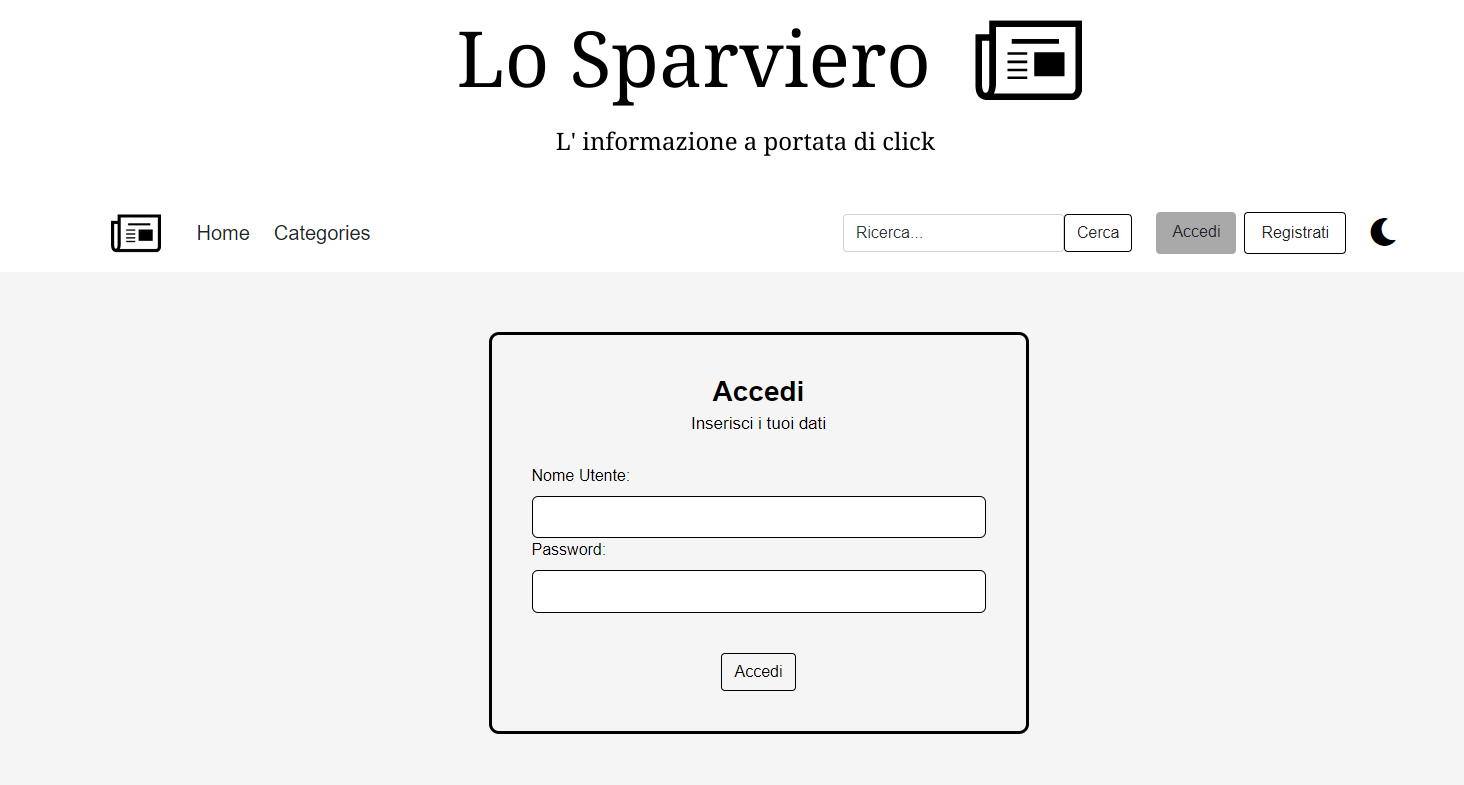 Lo Sparviero
L' informazione a portata di click
Home Categories Ricerca... Cerca Accedi Registrati
Accedi
Inserisci i tuoi dati
Nome Utente:
Password:
Accedi